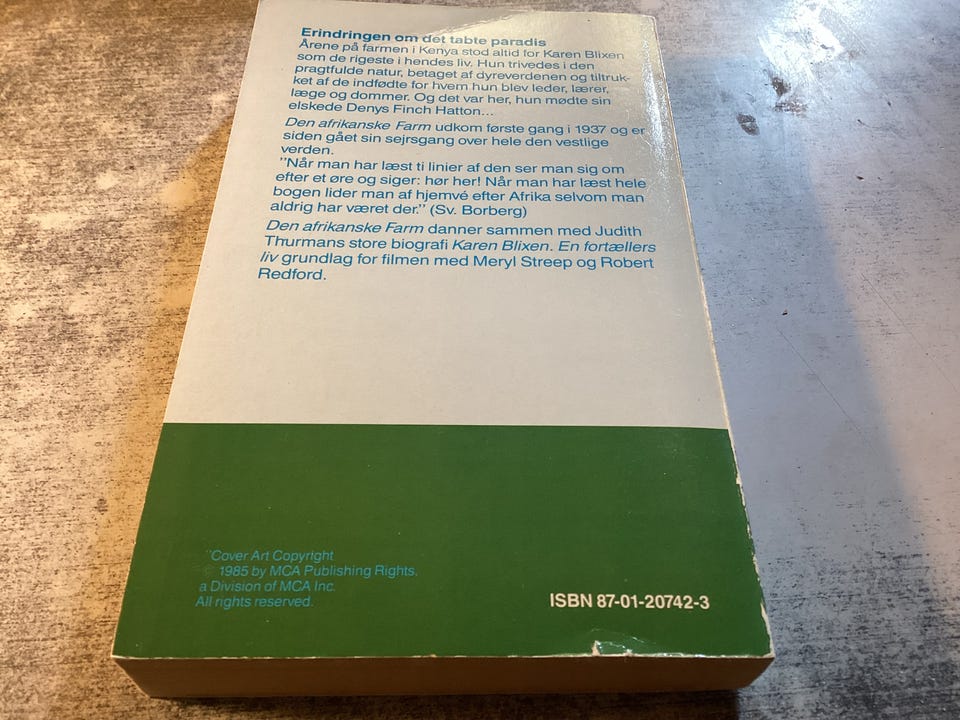 Erindringen om det tabte paradis
Årene på farmen i Kenya stod altid for Karen Blixen
som de rigeste i hendes liv. Hun trivedes i den
pragtfulde natur, betaget af dyreverdenen og tiltruk-
ket af de indfødte for hvem hun blev leder, lærer,
læge og dommer. Og det var her, hun mødte sin
elskede Denys Finch Hatton...
Den afrikanske Farm udkom første gang i 1937 og er
siden gået sin sejrsgang over hele den vestlige
verden.
"Når man har læst ti linier af den ser man sig om
efter et øre og siger: hør her! Når man har læst hele
bogen lider man af hjemvé efter Afrika selvom man
aldrig har været der." (Sv. Borberg)
Den afrikanske Farm danner sammen med Judith
Thurmans store biografi Karen Blixen. En fortællers
liv grundlag for filmen med Meryl Streep og Robert
Redford.
"Cover Art Copyright
© 1985 by MCA Publishing Rights.
a Division of MCA Inc.
All rights reserved.
ISBN 87-01-20742-3